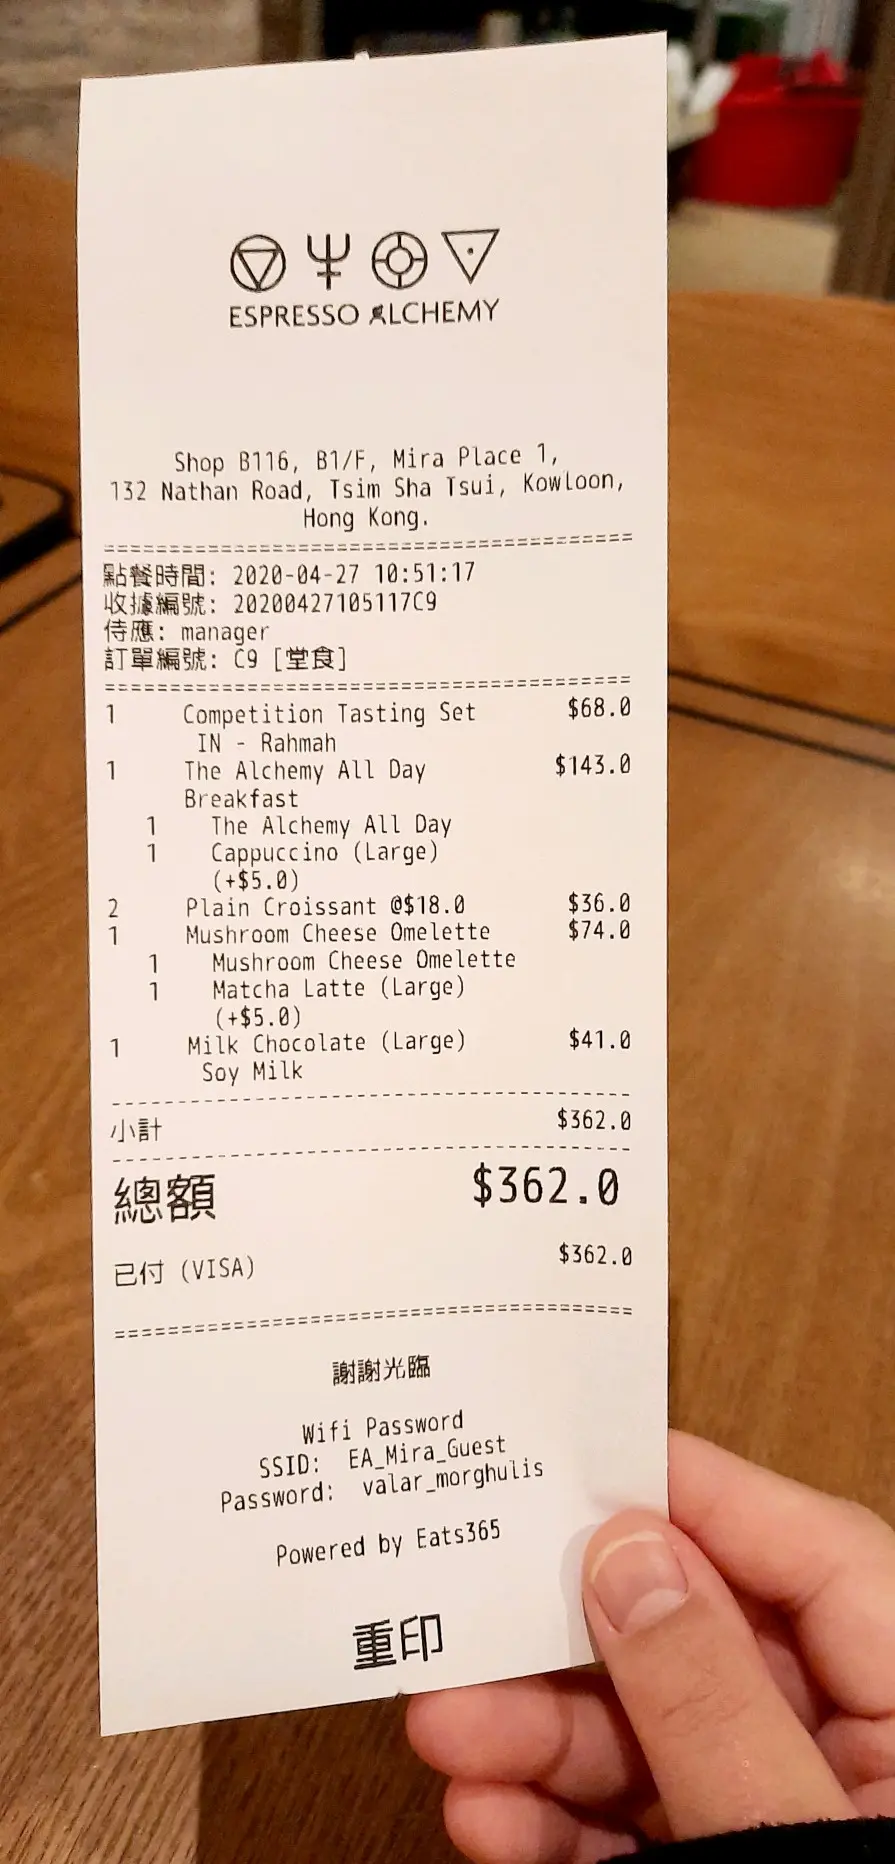 ESPRESSO ALCHEMY
Shop B116, B1/F, Mira Place 1,
132 Nathan Road, Tsim Sha Tsui, Kowloon,
Hong Kong.
========================================
點餐時間: 2020-04-27 10:51:17
收據編號: 20200427105117C9
侍應: manager
訂單編號: C9 [堂食]
========================================
1 Competition Tasting Set $68.0
IN - Rahmah
1 The Alchemy All Day $143.0
Breakfast
1 The Alchemy All Day
1 Cappuccino (Large)
(+$5.0)
2 Plain Croissant @$18.0 $36.0
1 Mushroom Cheese Omelette $74.0
1 Mushroom Cheese Omelette
1 Matcha Latte (Large)
(+$5.0)
1 Milk Chocolate (Large) $41.0
Soy Milk
----------------------------------------
小計 $362.0
----------------------------------------
總額 $362.0
已付 (VISA) $362.0
========================================
謝謝光臨
Wifi Password
SSID: EA_Mira_Guest
Password: valar_morghulis
Powered by Eats365
重印